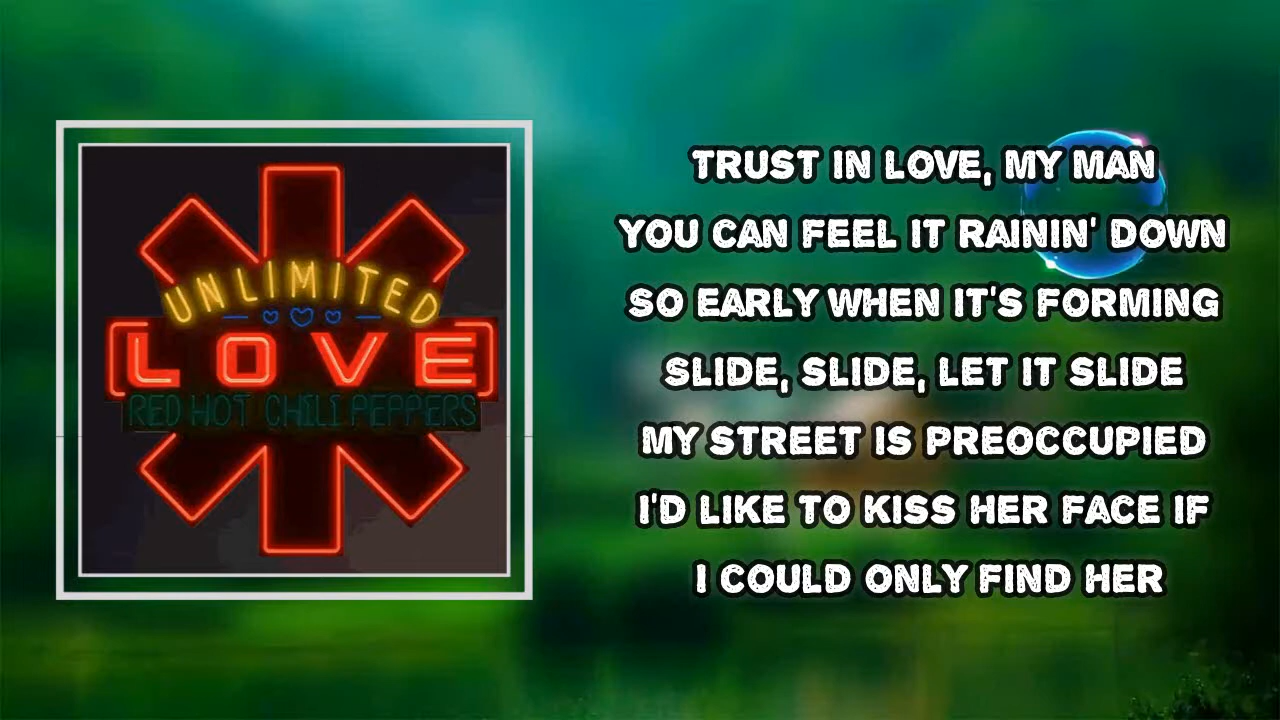 UNLIMITED
LOVE
RED HOT CHILI PEPPERS
TRUST IN LOVE, MY MAN
YOU CAN FEEL IT RAININ' DOWN
SO EARLY WHEN IT'S FORMING
SLIDE, SLIDE, LET IT SLIDE
MY STREET IS PREOCCUPIED
I'D LIKE TO KISS HER FACE IF
I COULD ONLY FIND HER